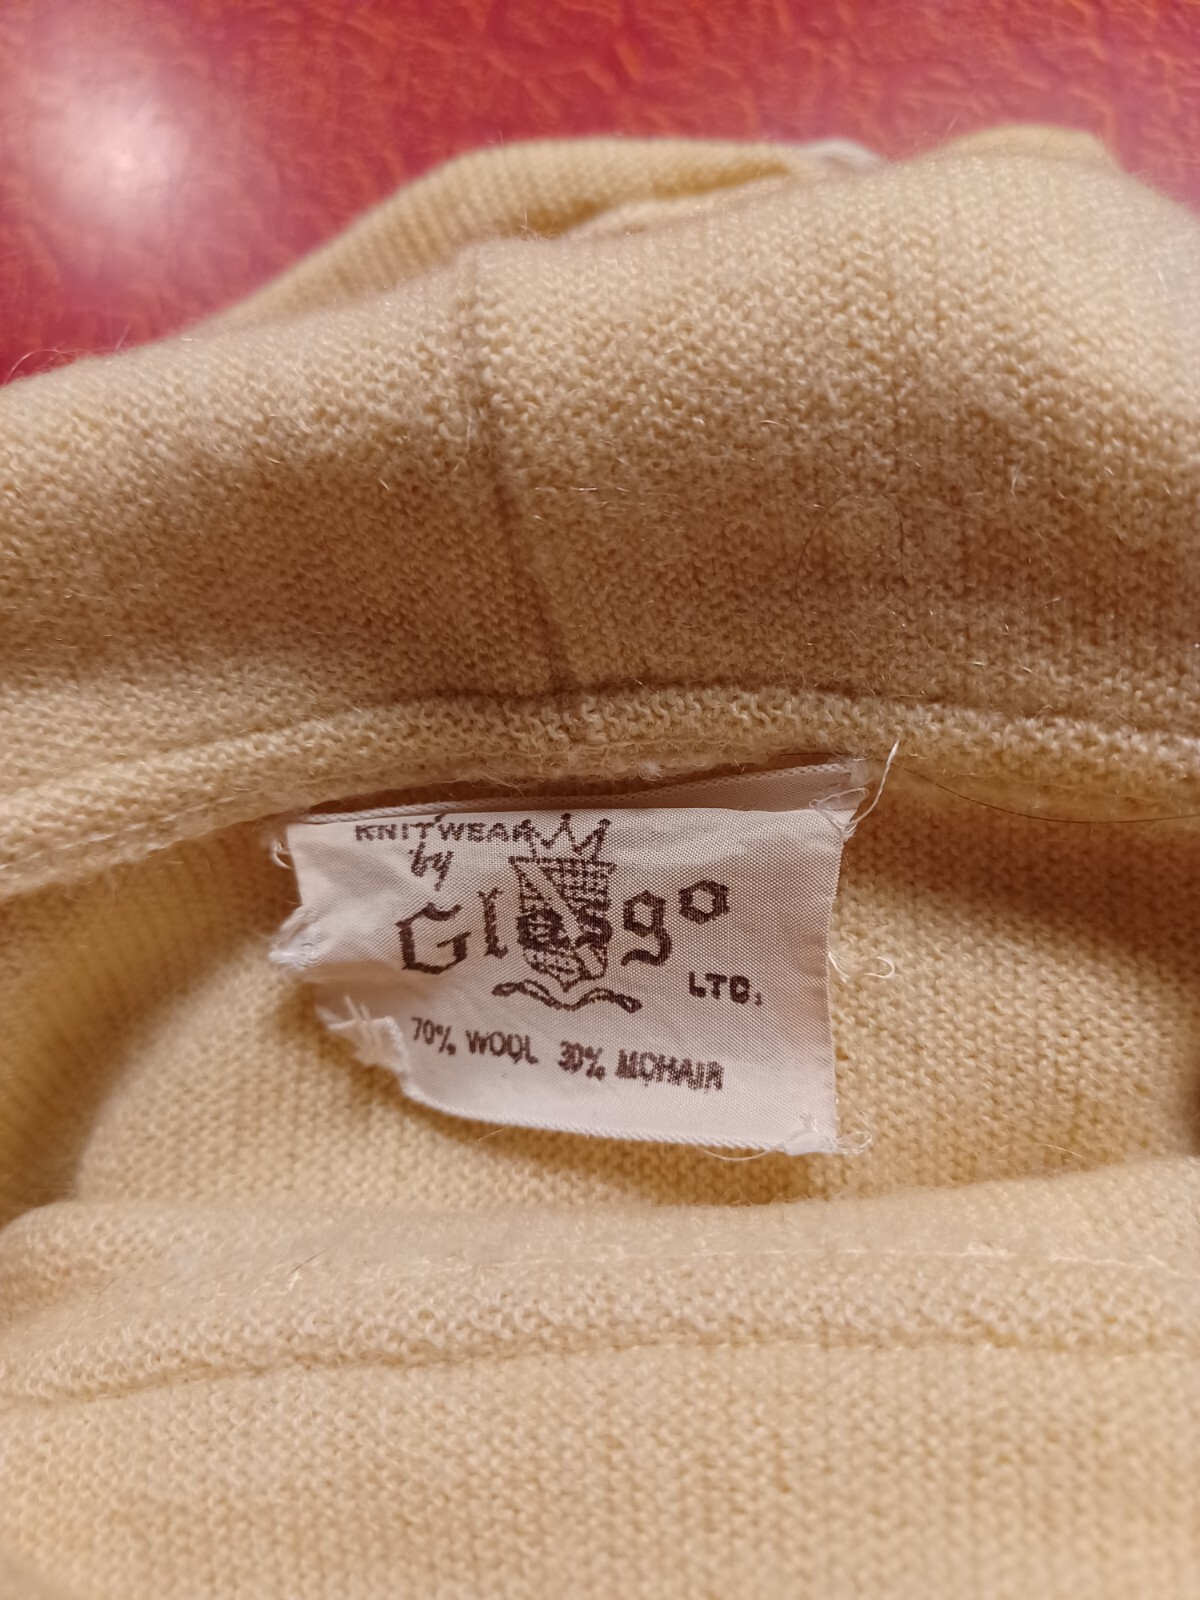 KNITWEAR
by
Glasgo
LTD.
70% WOOL 30% MOHAIR